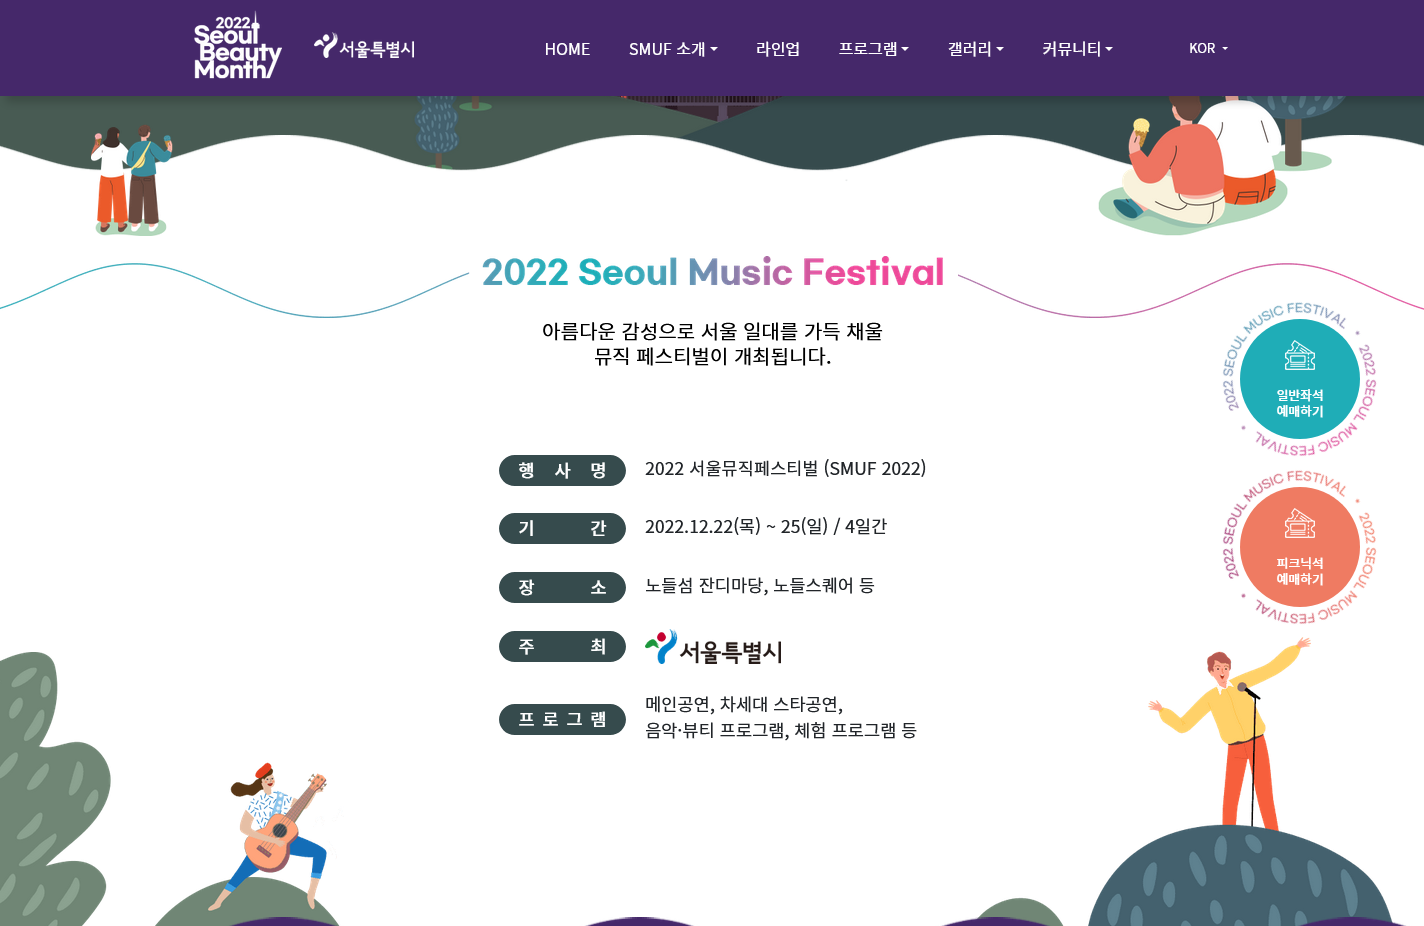 2022
Seoul
Beauty
Month
서울특별시
HOME
SMUF 소개
라인업
프로그램
갤러리
커뮤니티
KOR
2022 Seoul Music Festival
아름다운 감성으로 서울 일대를 가득 채울
뮤직 페스티벌이 개최됩니다.
행 사 명
2022 서울뮤직페스티벌 (SMUF 2022)
기 간
2022.12.22(목) ~ 25(일) / 4일간
장 소
노들섬 잔디마당, 노들스퀘어 등
주 최
서울특별시
프 로 그 램
메인공연, 차세대 스타공연,
음악·뷰티 프로그램, 체험 프로그램 등
2022 SEOUL MUSIC FESTIVAL • 2022 SEOUL MUSIC FESTIVAL •
일반좌석
예매하기
2022 SEOUL MUSIC FESTIVAL • 2022 SEOUL MUSIC FESTIVAL •
피크닉석
예매하기